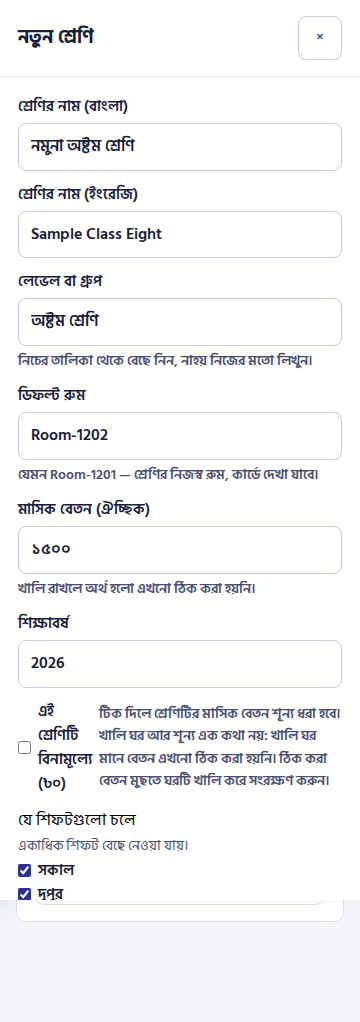 নতুন শ্রেণি
×
শ্রেণির নাম (বাংলা)
নমুনা অষ্টম শ্রেণি
শ্রেণির নাম (ইংরেজি)
Sample Class Eight
লেভেল বা গ্রুপ
অষ্টম শ্রেণি
নিচের তালিকা থেকে বেছে নিন, নাহয় নিজের মতো লিখুন।
ডিফল্ট রুম
Room-1202
যেমন Room-1201 — শ্রেণির নিজস্ব রুম, কার্ডে দেখা যাবে।
মাসিক বেতন (ঐচ্ছিক)
১৫০০
খালি রাখলে অর্থ হলো এখনো ঠিক করা হয়নি।
শিক্ষাবর্ষ
2026
এই
শ্রেণিটি
বিনামূল্যে
(৳০)
টিক দিলে শ্রেণিটির মাসিক বেতন শূন্য ধরা হবে।
খালি ঘর আর শূন্য এক কথা নয়: খালি ঘর
মানে বেতন এখনো ঠিক করা হয়নি। ঠিক করা
বেতন মুছতে ঘরটি খালি করে সংরক্ষণ করুন।
যে শিফটগুলো চলে
একাধিক শিফট বেছে নেওয়া যায়।
সকাল
দুপুর